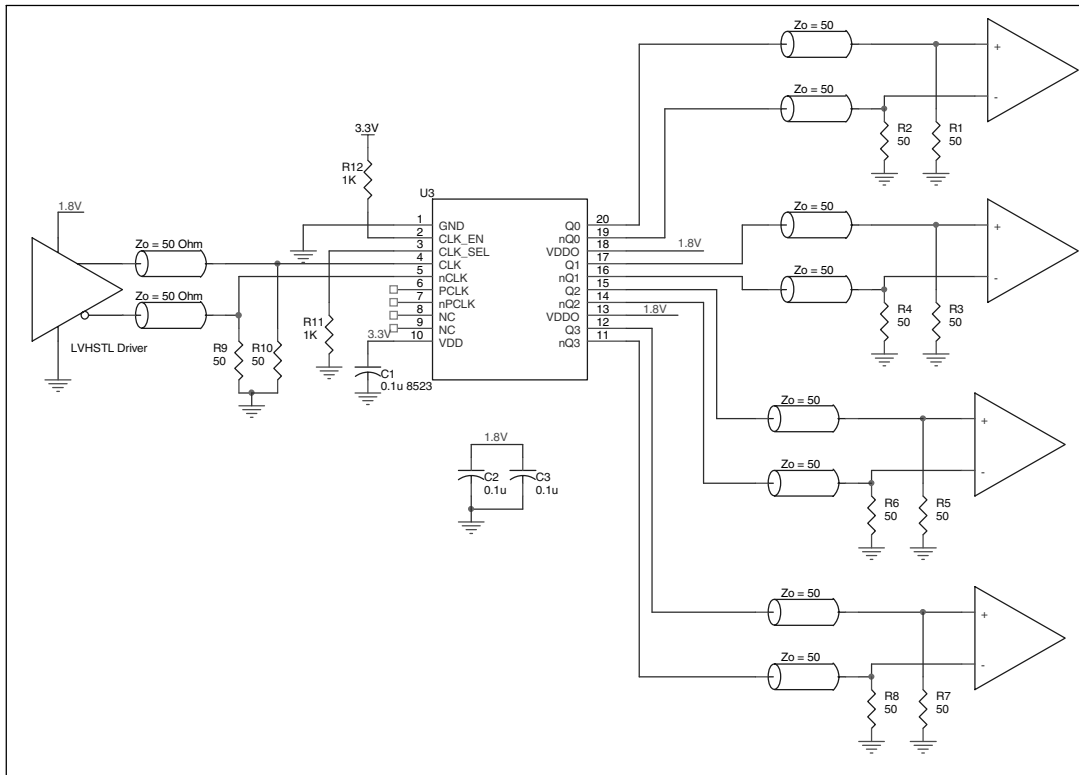 Zo = 50
+
Zo = 50
-
R2
50
R1
50
3.3V
R12
1K
U3
1.8V
1
GND
2
CLK_EN
3
CLK_SEL
4
CLK
5
nCLK
6
PCLK
7
nPCLK
8
NC
9
NC
10
VDD
Q0
20
nQ0
19
VDDO
18
Q1
17
nQ1
16
Q2
15
nQ2
14
VDDO
13
Q3
12
nQ3
11
1.8V
1.8V
Zo = 50
+
Zo = 50
-
R4
50
R3
50
Zo = 50 Ohm
Zo = 50 Ohm
LVHSTL Driver
R9
50
R10
50
R11
1K
3.3V
C1
0.1u
8523
1.8V
C2
0.1u
C3
0.1u
Zo = 50
+
Zo = 50
-
R6
50
R5
50
Zo = 50
+
Zo = 50
-
R8
50
R7
50